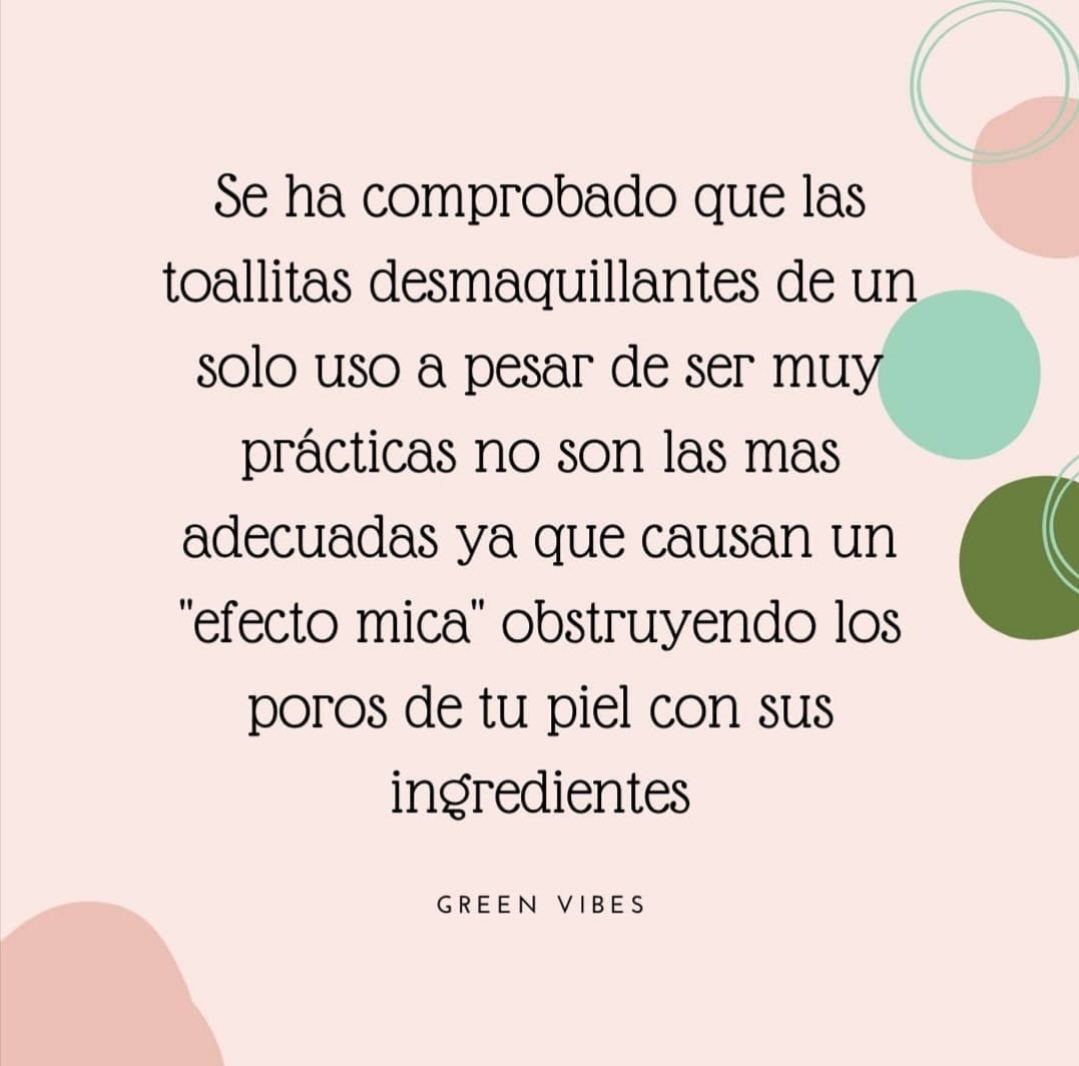 Se ha comprobado que las
toallitas desmaquillantes de un
solo uso a pesar de ser muy
prácticas no son las mas
adecuadas ya que causan un
"efecto mica" obstruyendo los
poros de tu piel con sus
ingredientes
GREEN VIBES